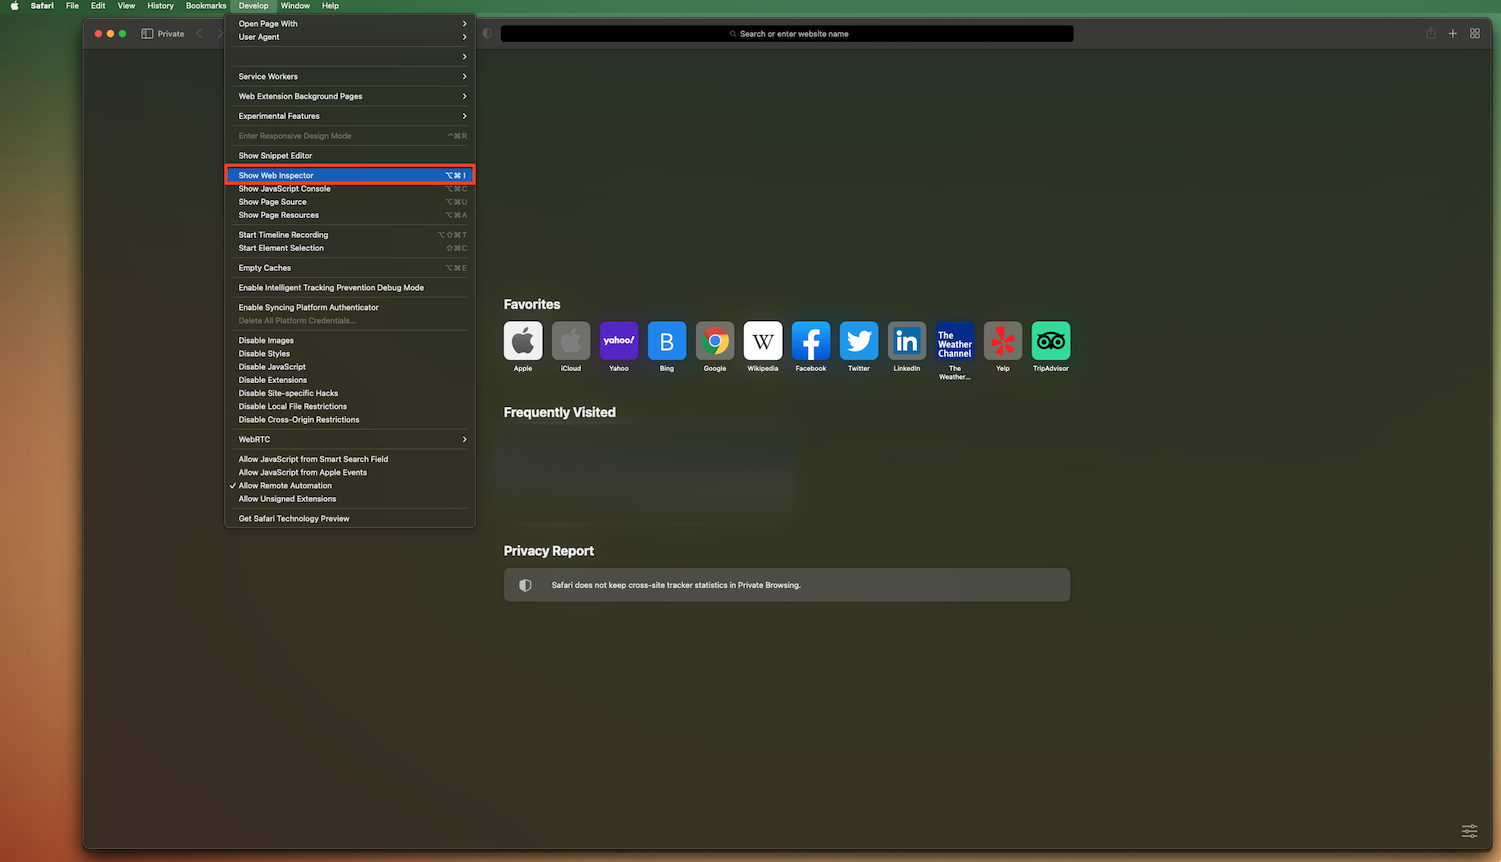 Safari File Edit View History Bookmarks Develop Window Help
Private
Search or enter website name
Open Page With
User Agent
Service Workers
Web Extension Background Pages
Experimental Features
Enter Responsive Design Mode ⌃⌘R
Show Snippet Editor
Show Web Inspector ⌥⌘I
Show JavaScript Console ⌥⌘C
Show Page Source ⌥⌘U
Show Page Resources ⌥⌘A
Start Timeline Recording ⌥⇧⌘T
Start Element Selection ⇧⌘C
Empty Caches ⌥⌘E
Enable Intelligent Tracking Prevention Debug Mode
Enable Syncing Platform Authenticator
Delete All Platform Credentials...
Disable Images
Disable Styles
Disable JavaScript
Disable Extensions
Disable Site-specific Hacks
Disable Local File Restrictions
Disable Cross-Origin Restrictions
WebRTC
Allow JavaScript from Smart Search Field
Allow JavaScript from Apple Events
✓ Allow Remote Automation
Allow Unsigned Extensions
Get Safari Technology Preview
Favorites
yahoo! B W f in The
Weather
Channel
Apple iCloud Yahoo Bing Google Wikipedia Facebook Twitter LinkedIn The Yelp TripAdvisor
Weather...
Frequently Visited
Privacy Report
Safari does not keep cross-site tracker statistics in Private Browsing.